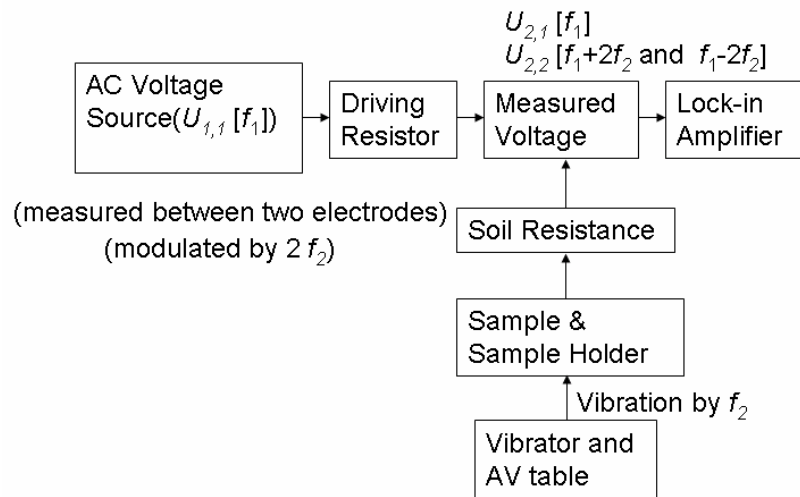 U2,1 [f1]
U2,2 [f1+2f2 and f1-2f2]
AC Voltage
Source(U1,1 [f1])
Driving
Resistor
Measured
Voltage
Lock-in
Amplifier
(measured between two electrodes)
(modulated by 2 f2)
Soil Resistance
Sample &
Sample Holder
Vibration by f2
Vibrator and
AV table